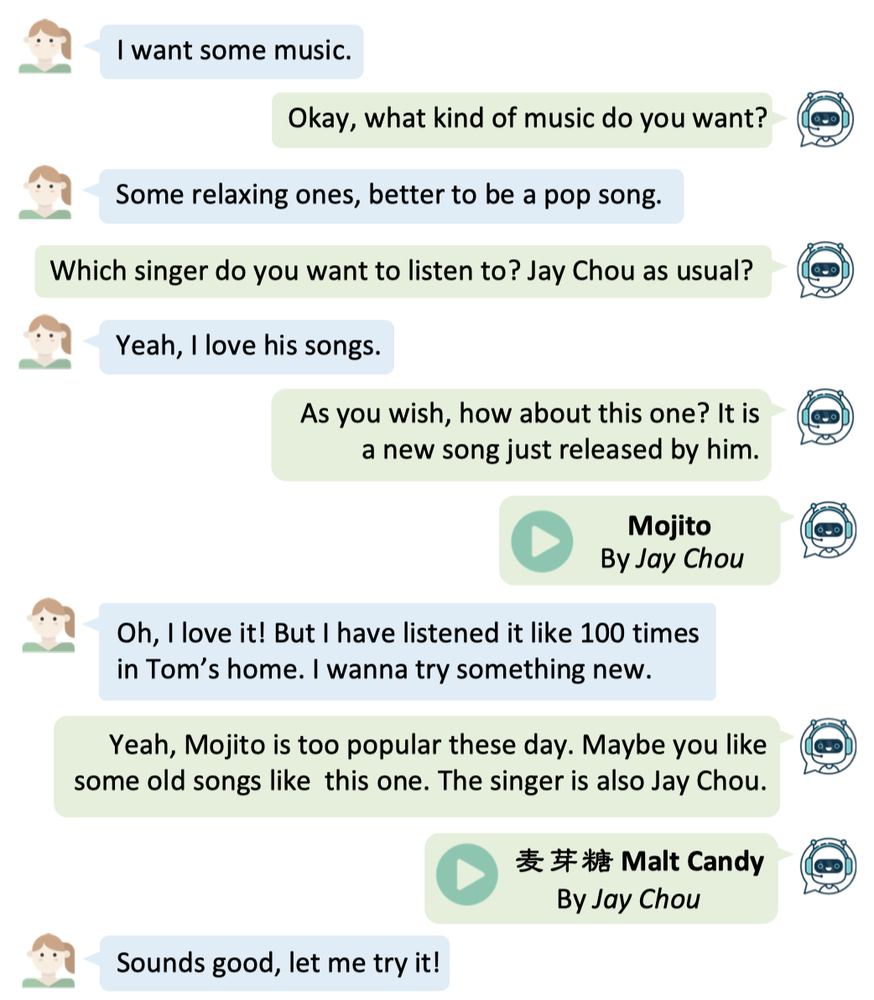 I want some music.
Okay, what kind of music do you want?
Some relaxing ones, better to be a pop song.
Which singer do you want to listen to? Jay Chou as usual?
Yeah, I love his songs.
As you wish, how about this one? It is
a new song just released by him.
Mojito
By Jay Chou
Oh, I love it! But I have listened it like 100 times
in Tom’s home. I wanna try something new.
Yeah, Mojito is too popular these day. Maybe you like
some old songs like  this one. The singer is also Jay Chou.
麦芽糖 Malt Candy
By Jay Chou
Sounds good, let me try it!